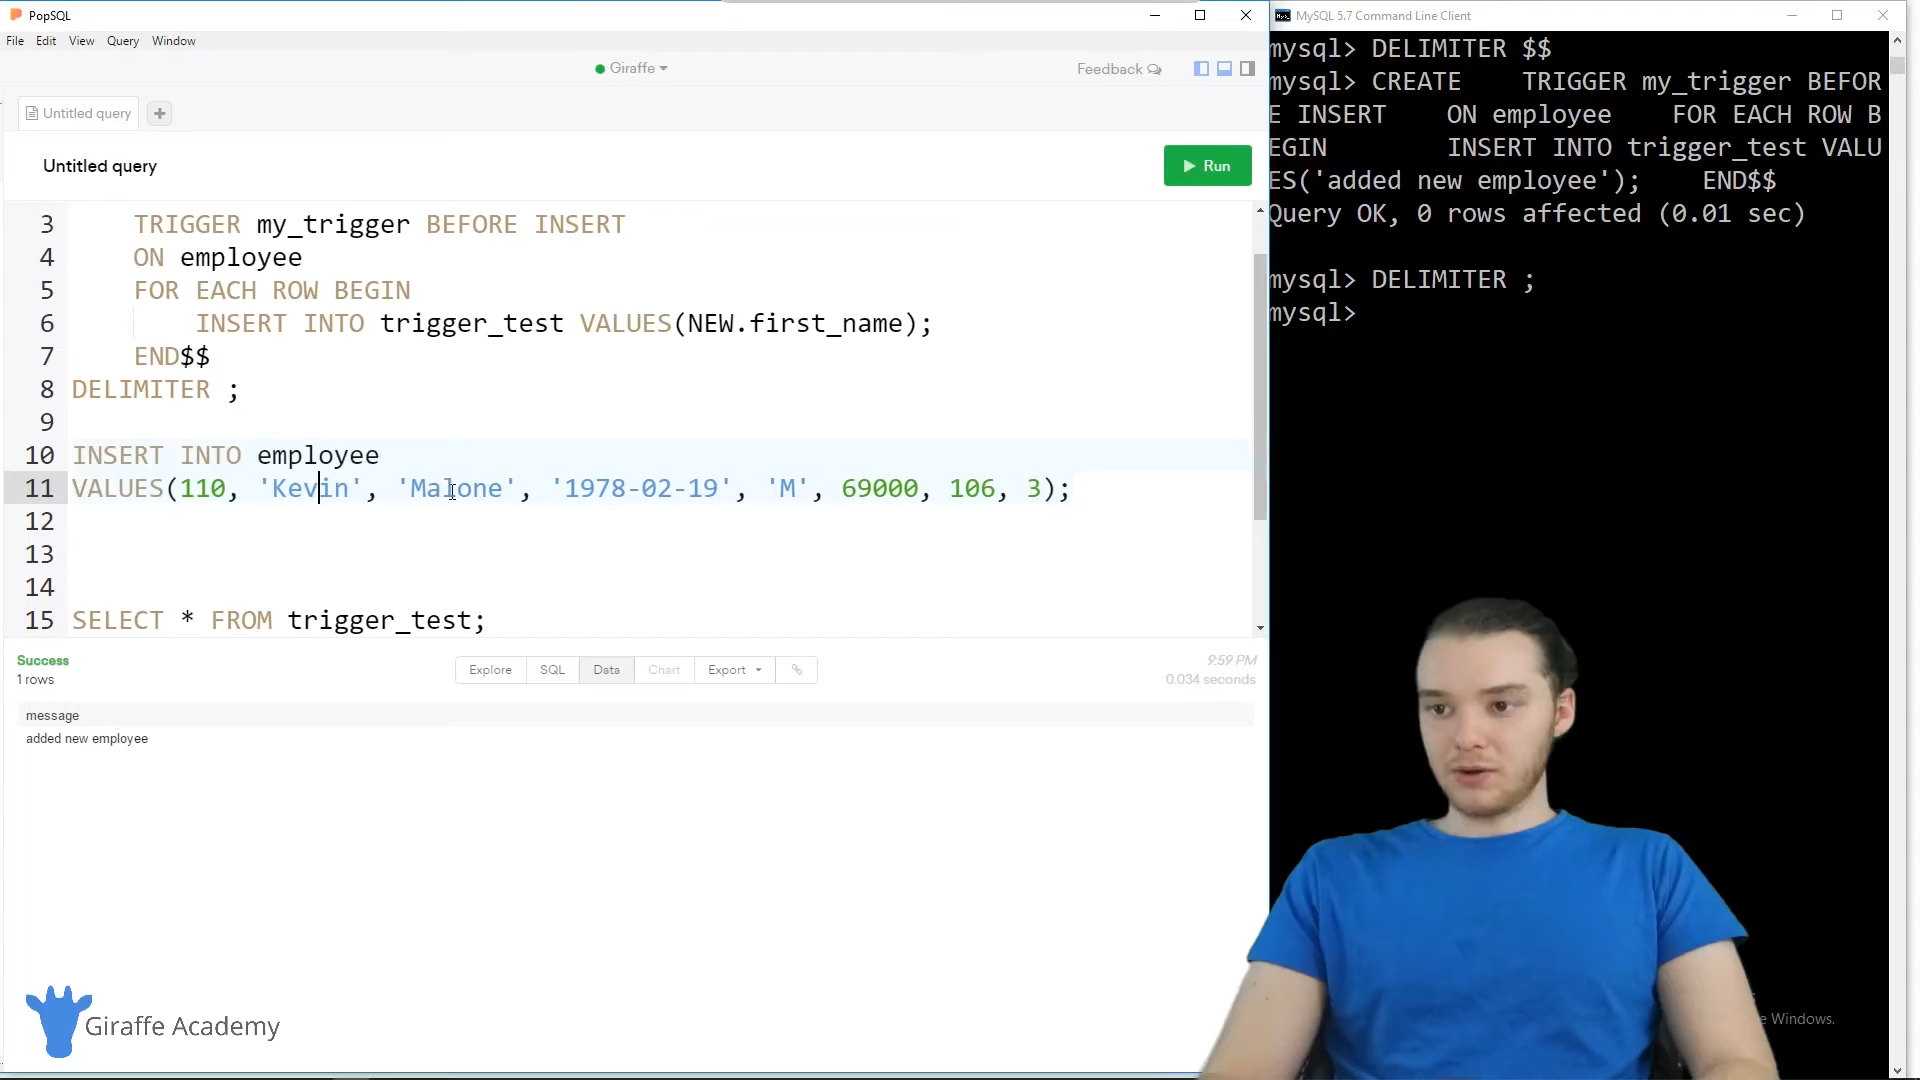 PopSQL
File Edit View Query Window
Giraffe
Feedback
Untitled query
Untitled query
Run
3 TRIGGER my_trigger BEFORE INSERT
4 ON employee
5 FOR EACH ROW BEGIN
6 INSERT INTO trigger_test VALUES(NEW.first_name);
7 END$$
8 DELIMITER ;
9
10 INSERT INTO employee
11 VALUES(110, 'Kevin', 'Malone', '1978-02-19', 'M', 69000, 106, 3);
12
13
14
15 SELECT * FROM trigger_test;
Success
1 rows
Explore SQL Data Chart Export
9:59 PM
0.034 seconds
message
added new employee
Giraffe Academy
MySQL 5.7 Command Line Client
mysql> DELIMITER $$
mysql> CREATE TRIGGER my_trigger BEFOR
E INSERT ON employee FOR EACH ROW B
EGIN INSERT INTO trigger_test VALU
ES('added new employee'); END$$
Query OK, 0 rows affected (0.01 sec)
mysql> DELIMITER ;
mysql>
Windows.